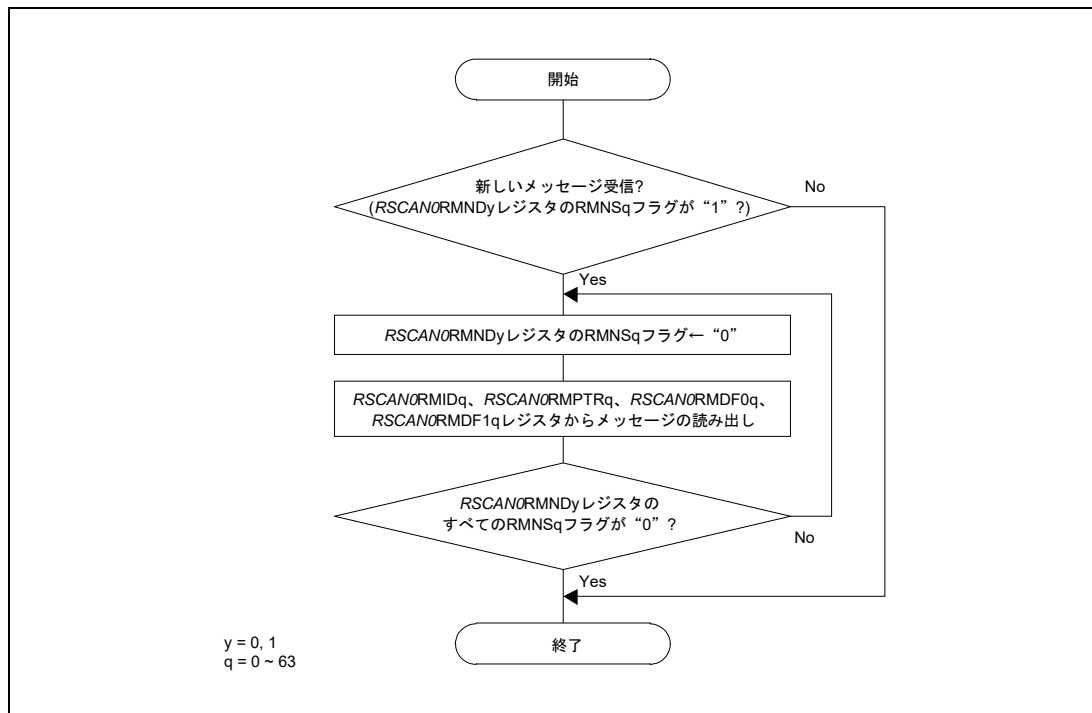 開始
新しいメッセージ受信?
(RSCAN0RMNDyレジスタのRMNSqフラグが“1”?)
No
Yes
RSCAN0RMNDyレジスタのRMNSqフラグ←“0”
RSCAN0RMIDq、RSCAN0RMPTRq、RSCAN0RMDF0q、
RSCAN0RMDF1qレジスタからメッセージの読み出し
RSCAN0RMNDyレジスタの
すべてのRMNSqフラグが“0”?
No
Yes
終了
y = 0, 1
q = 0 ~ 63